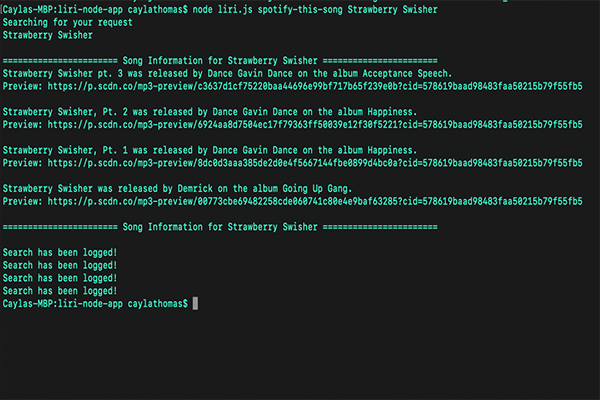 [Caylas-MBP:liri-node-app caylathomas$ node liri.js spotify-this-song Strawberry Swisher
Searching for your request
Strawberry Swisher
====================== Song Information for Strawberry Swisher ======================
Strawberry Swisher pt. 3 was released by Dance Gavin Dance on the album Acceptance Speech.
Preview: https://p.scdn.co/mp3-preview/c3637d1cf75220baa44696e99bf717b65f239e0b?cid=578619baad98483faa50215b79f55fb5
Strawberry Swisher, Pt. 2 was released by Dance Gavin Dance on the album Happiness.
Preview: https://p.scdn.co/mp3-preview/6924aa8d7504ec17f79363ff50039e12f30f5221?cid=578619baad98483faa50215b79f55fb5
Strawberry Swisher, Pt. 1 was released by Dance Gavin Dance on the album Happiness.
Preview: https://p.scdn.co/mp3-preview/8dc0d3aaa385de2d0e4f5667144fbe0899d4bc0a?cid=578619baad98483faa50215b79f55fb5
Strawberry Swisher was released by Demrick on the album Going Up Gang.
Preview: https://p.scdn.co/mp3-preview/00773cbe69482258cde060741c80e4e9baf63285?cid=578619baad98483faa50215b79f55fb5
====================== Song Information for Strawberry Swisher ======================
Search has been logged!
Search has been logged!
Search has been logged!
Search has been logged!
Caylas-MBP:liri-node-app caylathomas$